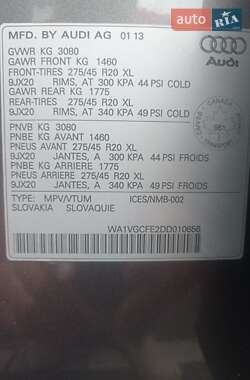 AUTO.RIA
MFD. BY AUDI AG 01 13
Audi
GVWR KG 3080
GAWR FRONT KG 1460
FRONT-TIRES 275/45 R20 XL
9JX20 RIMS, AT 300 KPA 44 PSI COLD
GAWR REAR KG 1775
REAR-TIRES 275/45 R20 XL
9JX20 RIMS, AT 340 KPA 49 PSI COLD
CANADA
PNVB KG 3080
PNBE KG AVANT 1460
PNEUS AVANT 275/45 R20 XL
9JX20 JANTES, A 300 KPA 44 PSI FROIDS
PNBE KG ARRIERE 1775
PNEUS ARRIERE 275/45 R20 XL
9JX20 JANTES, A 340 KPA 49 PSI FROIDS
TYPE: MPV/VTUM ICES/NMB-002
SLOVAKIA SLOVAQUIE
WA1VGCFE2DD010658